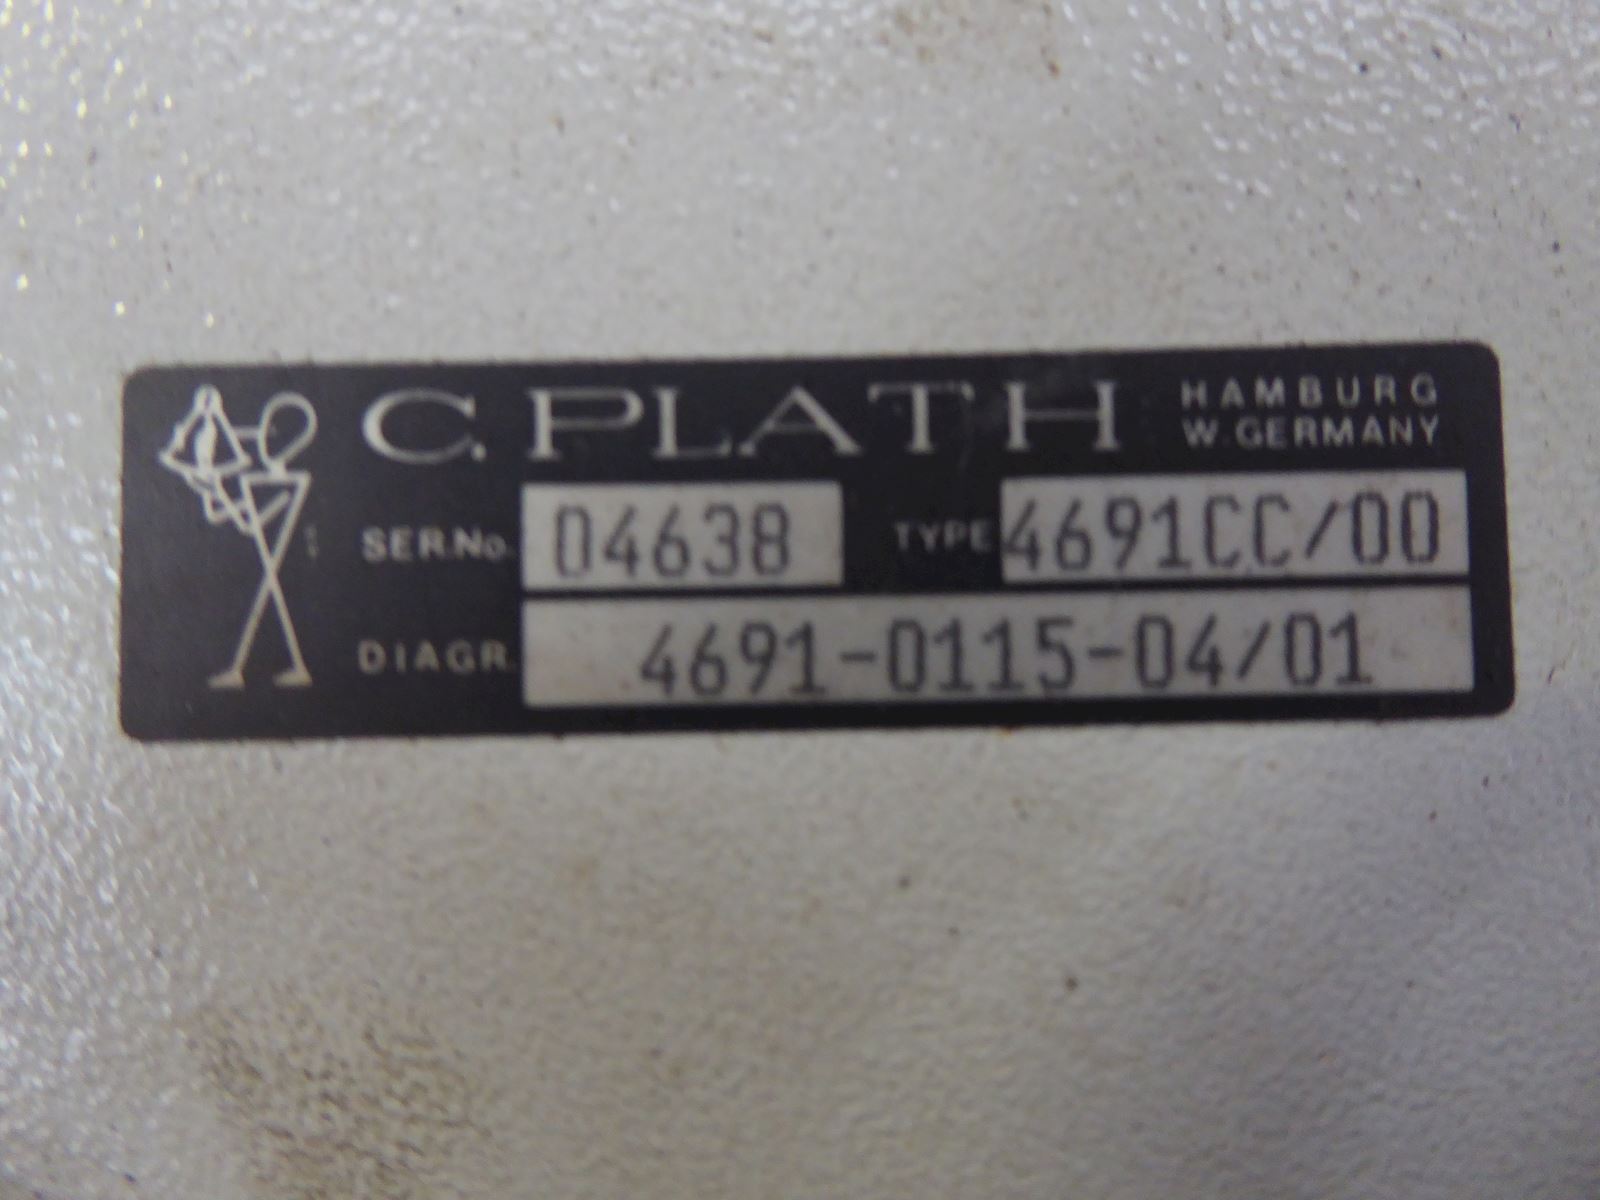 C. PLATH HAMBURG
W. GERMANY
SER.No. 04638 TYPE 4691CC/00
DIAGR. 4691-0115-04/01